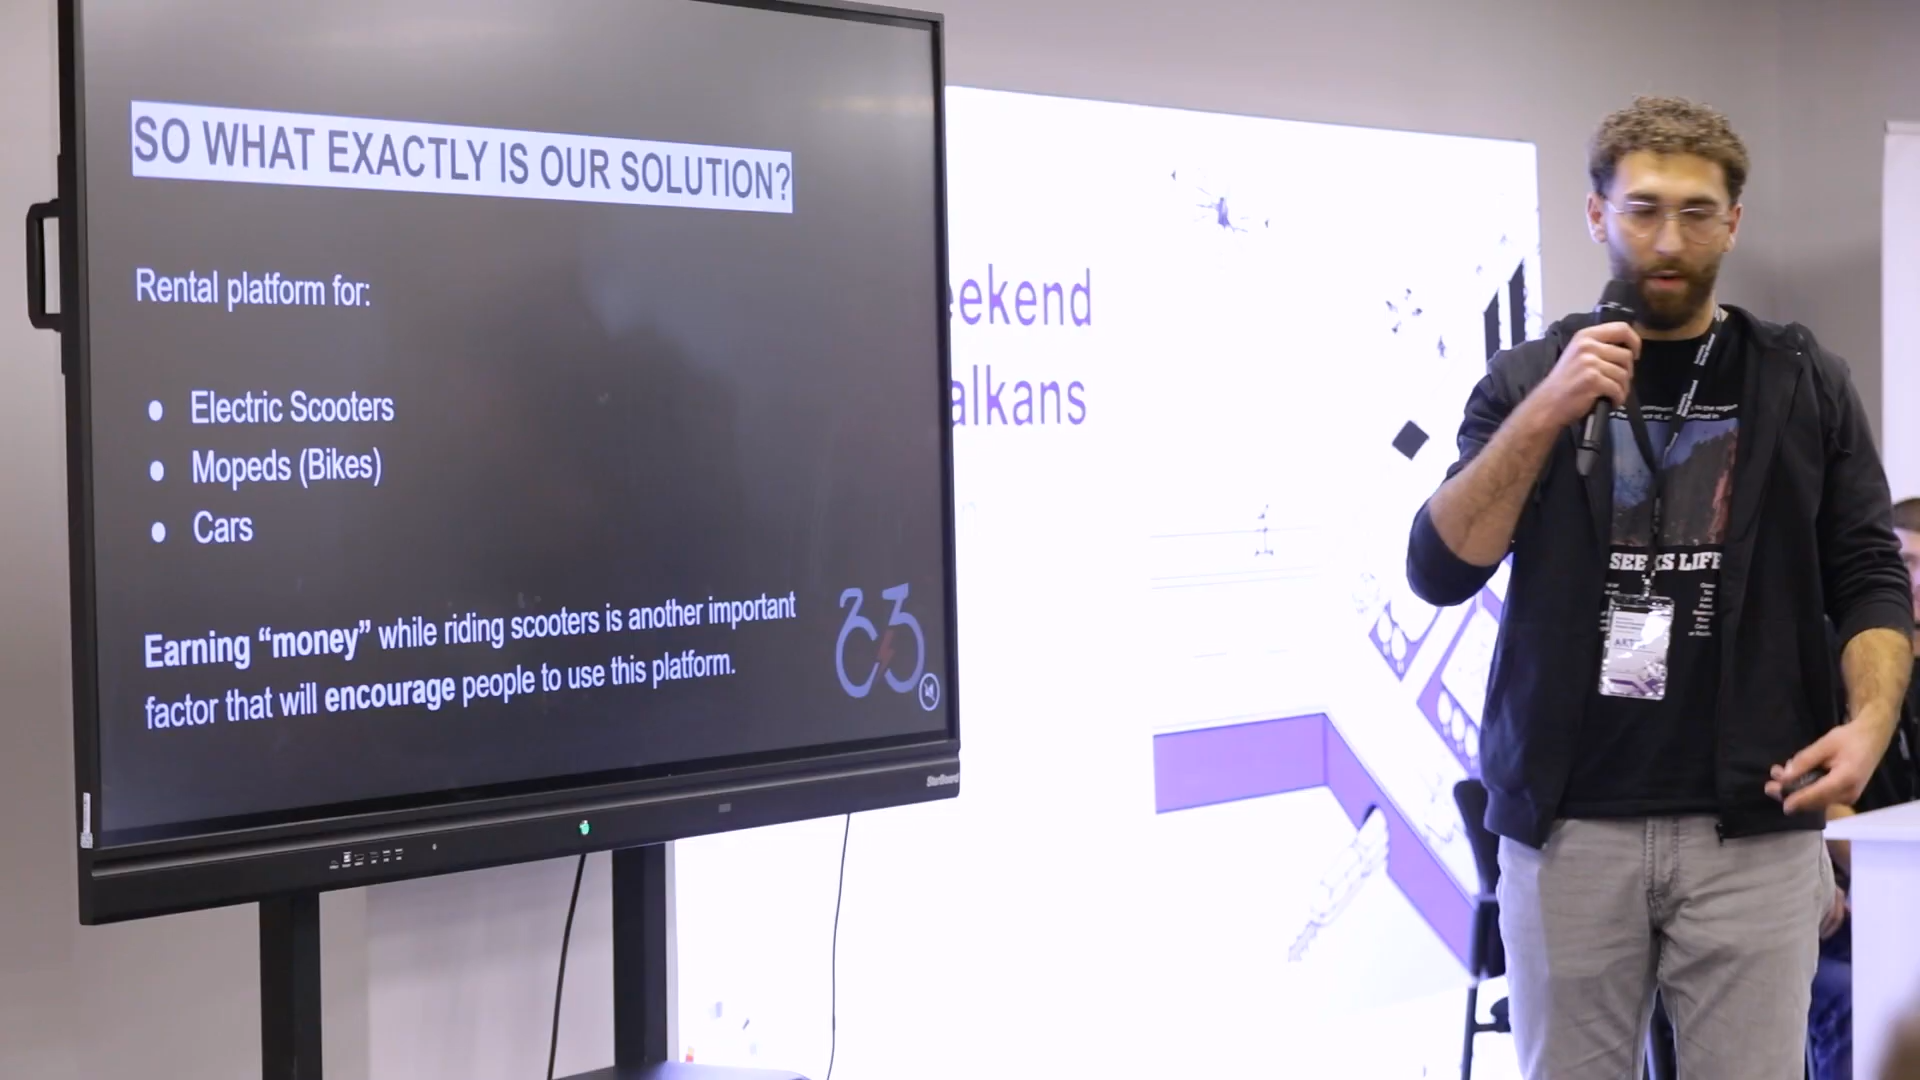 SO WHAT EXACTLY IS OUR SOLUTION?
Rental platform for:
● Electric Scooters
● Mopeds (Bikes)
● Cars
Earning “money” while riding scooters is another important
factor that will encourage people to use this platform.
StarBoard
eekend
alkans
SEEKS LIFE